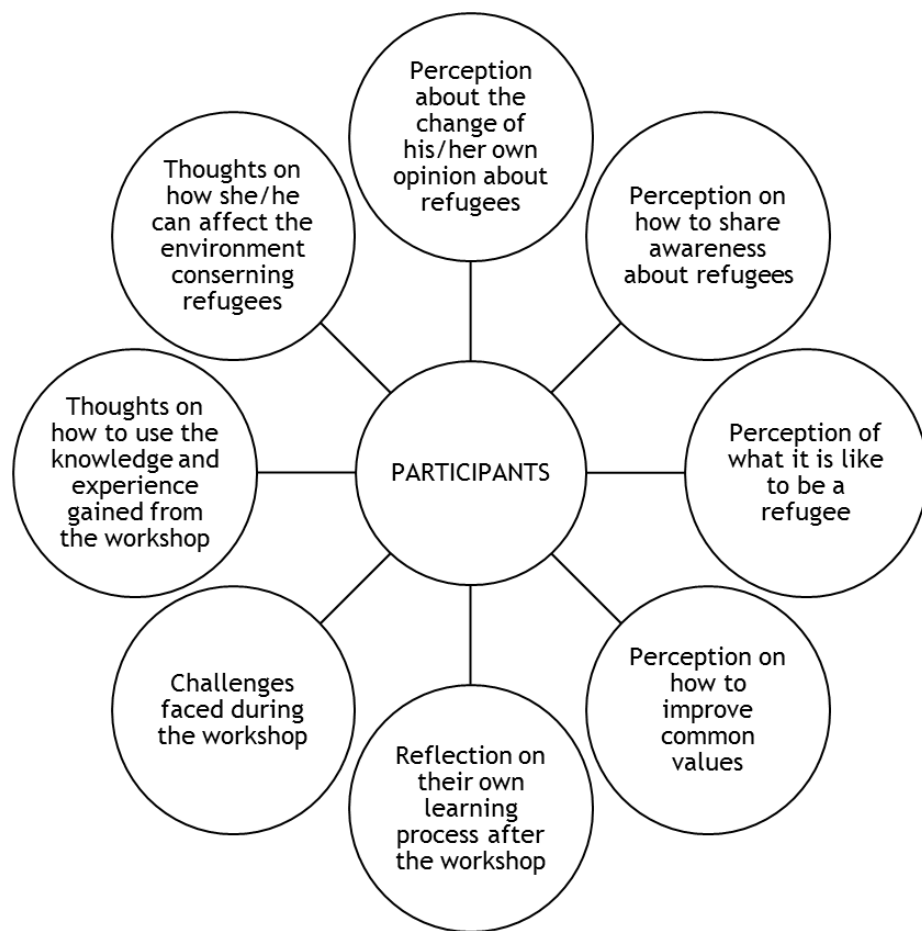 Perception
about the
change of
his/her own
opinion about
refugees
Perception on
how to share
awareness
about refugees
Perception of
what it is like
to be a
refugee
Perception on
how to
improve
common
values
Reflection on
their own
learning
process after
the workshop
Challenges
faced during
the workshop
Thoughts on
how to use the
knowledge and
experience
gained from
the workshop
Thoughts on
how she/he
can affect the
environment
conserning
refugees
PARTICIPANTS